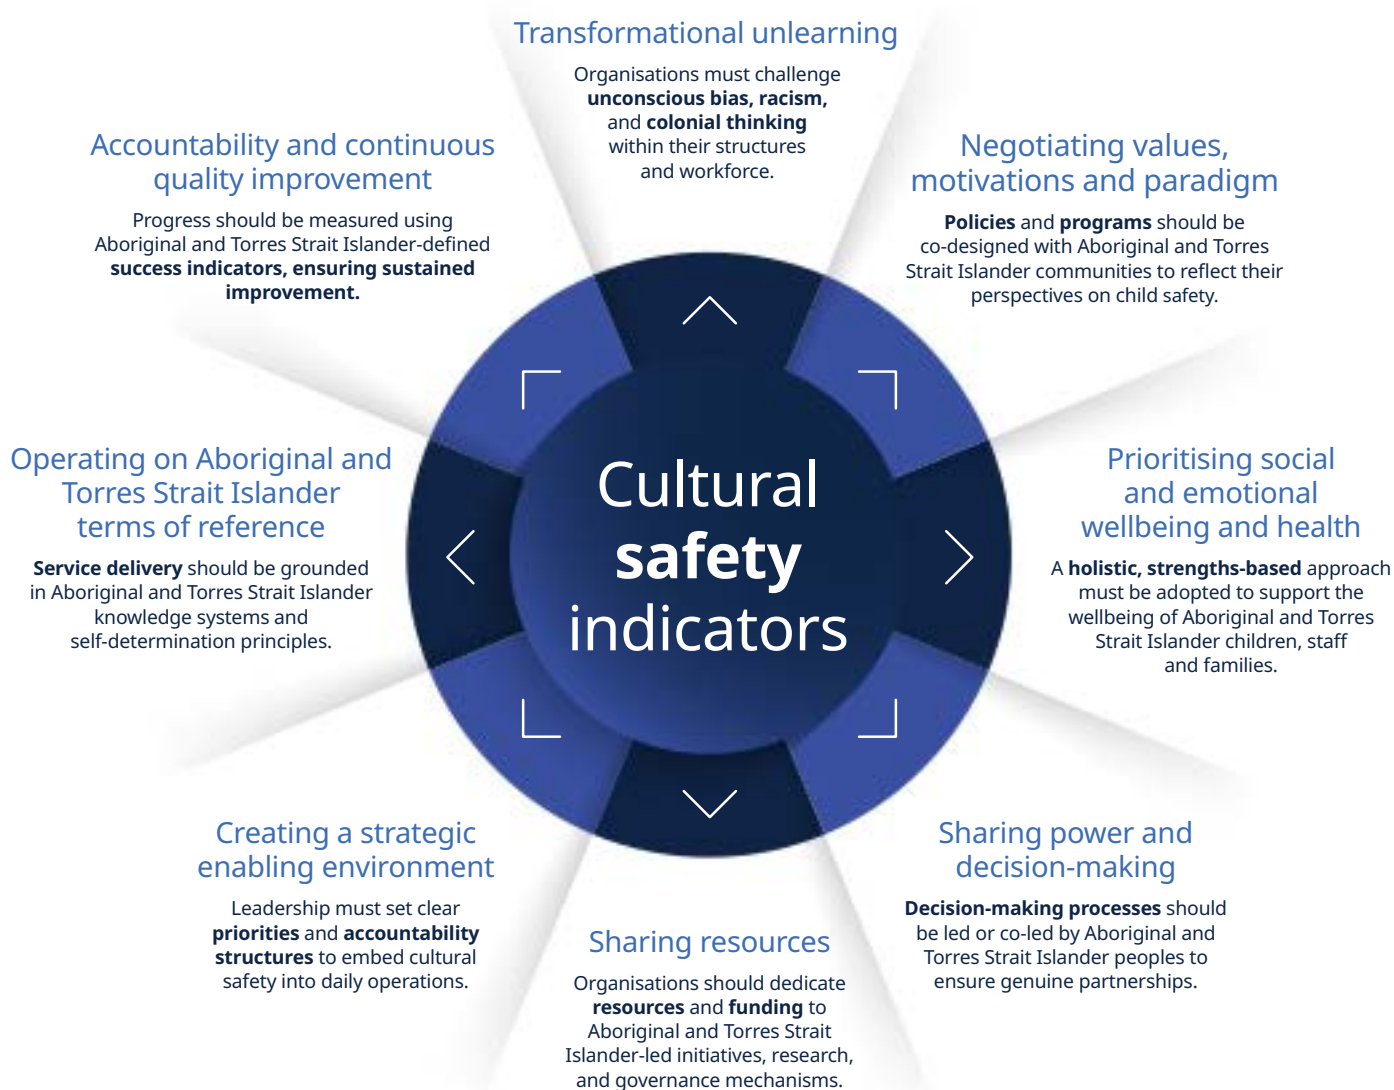 Transformational unlearning
Organisations must challenge
unconscious bias, racism,
and colonial thinking
within their structures
and workforce.
Negotiating values,
motivations and paradigm
Policies and programs should be
co-designed with Aboriginal and Torres
Strait Islander communities to reflect their
perspectives on child safety.
Prioritising social
and emotional
wellbeing and health
A holistic, strengths-based approach
must be adopted to support the
wellbeing of Aboriginal and Torres
Strait Islander children, staff
and families.
Sharing power and
decision-making
Decision-making processes should
be led or co-led by Aboriginal and
Torres Strait Islander peoples to
ensure genuine partnerships.
Sharing resources
Organisations should dedicate
resources and funding to
Aboriginal and Torres Strait
Islander-led initiatives, research,
and governance mechanisms.
Creating a strategic
enabling environment
Leadership must set clear
priorities and accountability
structures to embed cultural
safety into daily operations.
Operating on Aboriginal and
Torres Strait Islander
terms of reference
Service delivery should be grounded
in Aboriginal and Torres Strait Islander
knowledge systems and
self-determination principles.
Accountability and continuous
quality improvement
Progress should be measured using
Aboriginal and Torres Strait Islander-defined
success indicators, ensuring sustained
improvement.
Cultural
safety
indicators